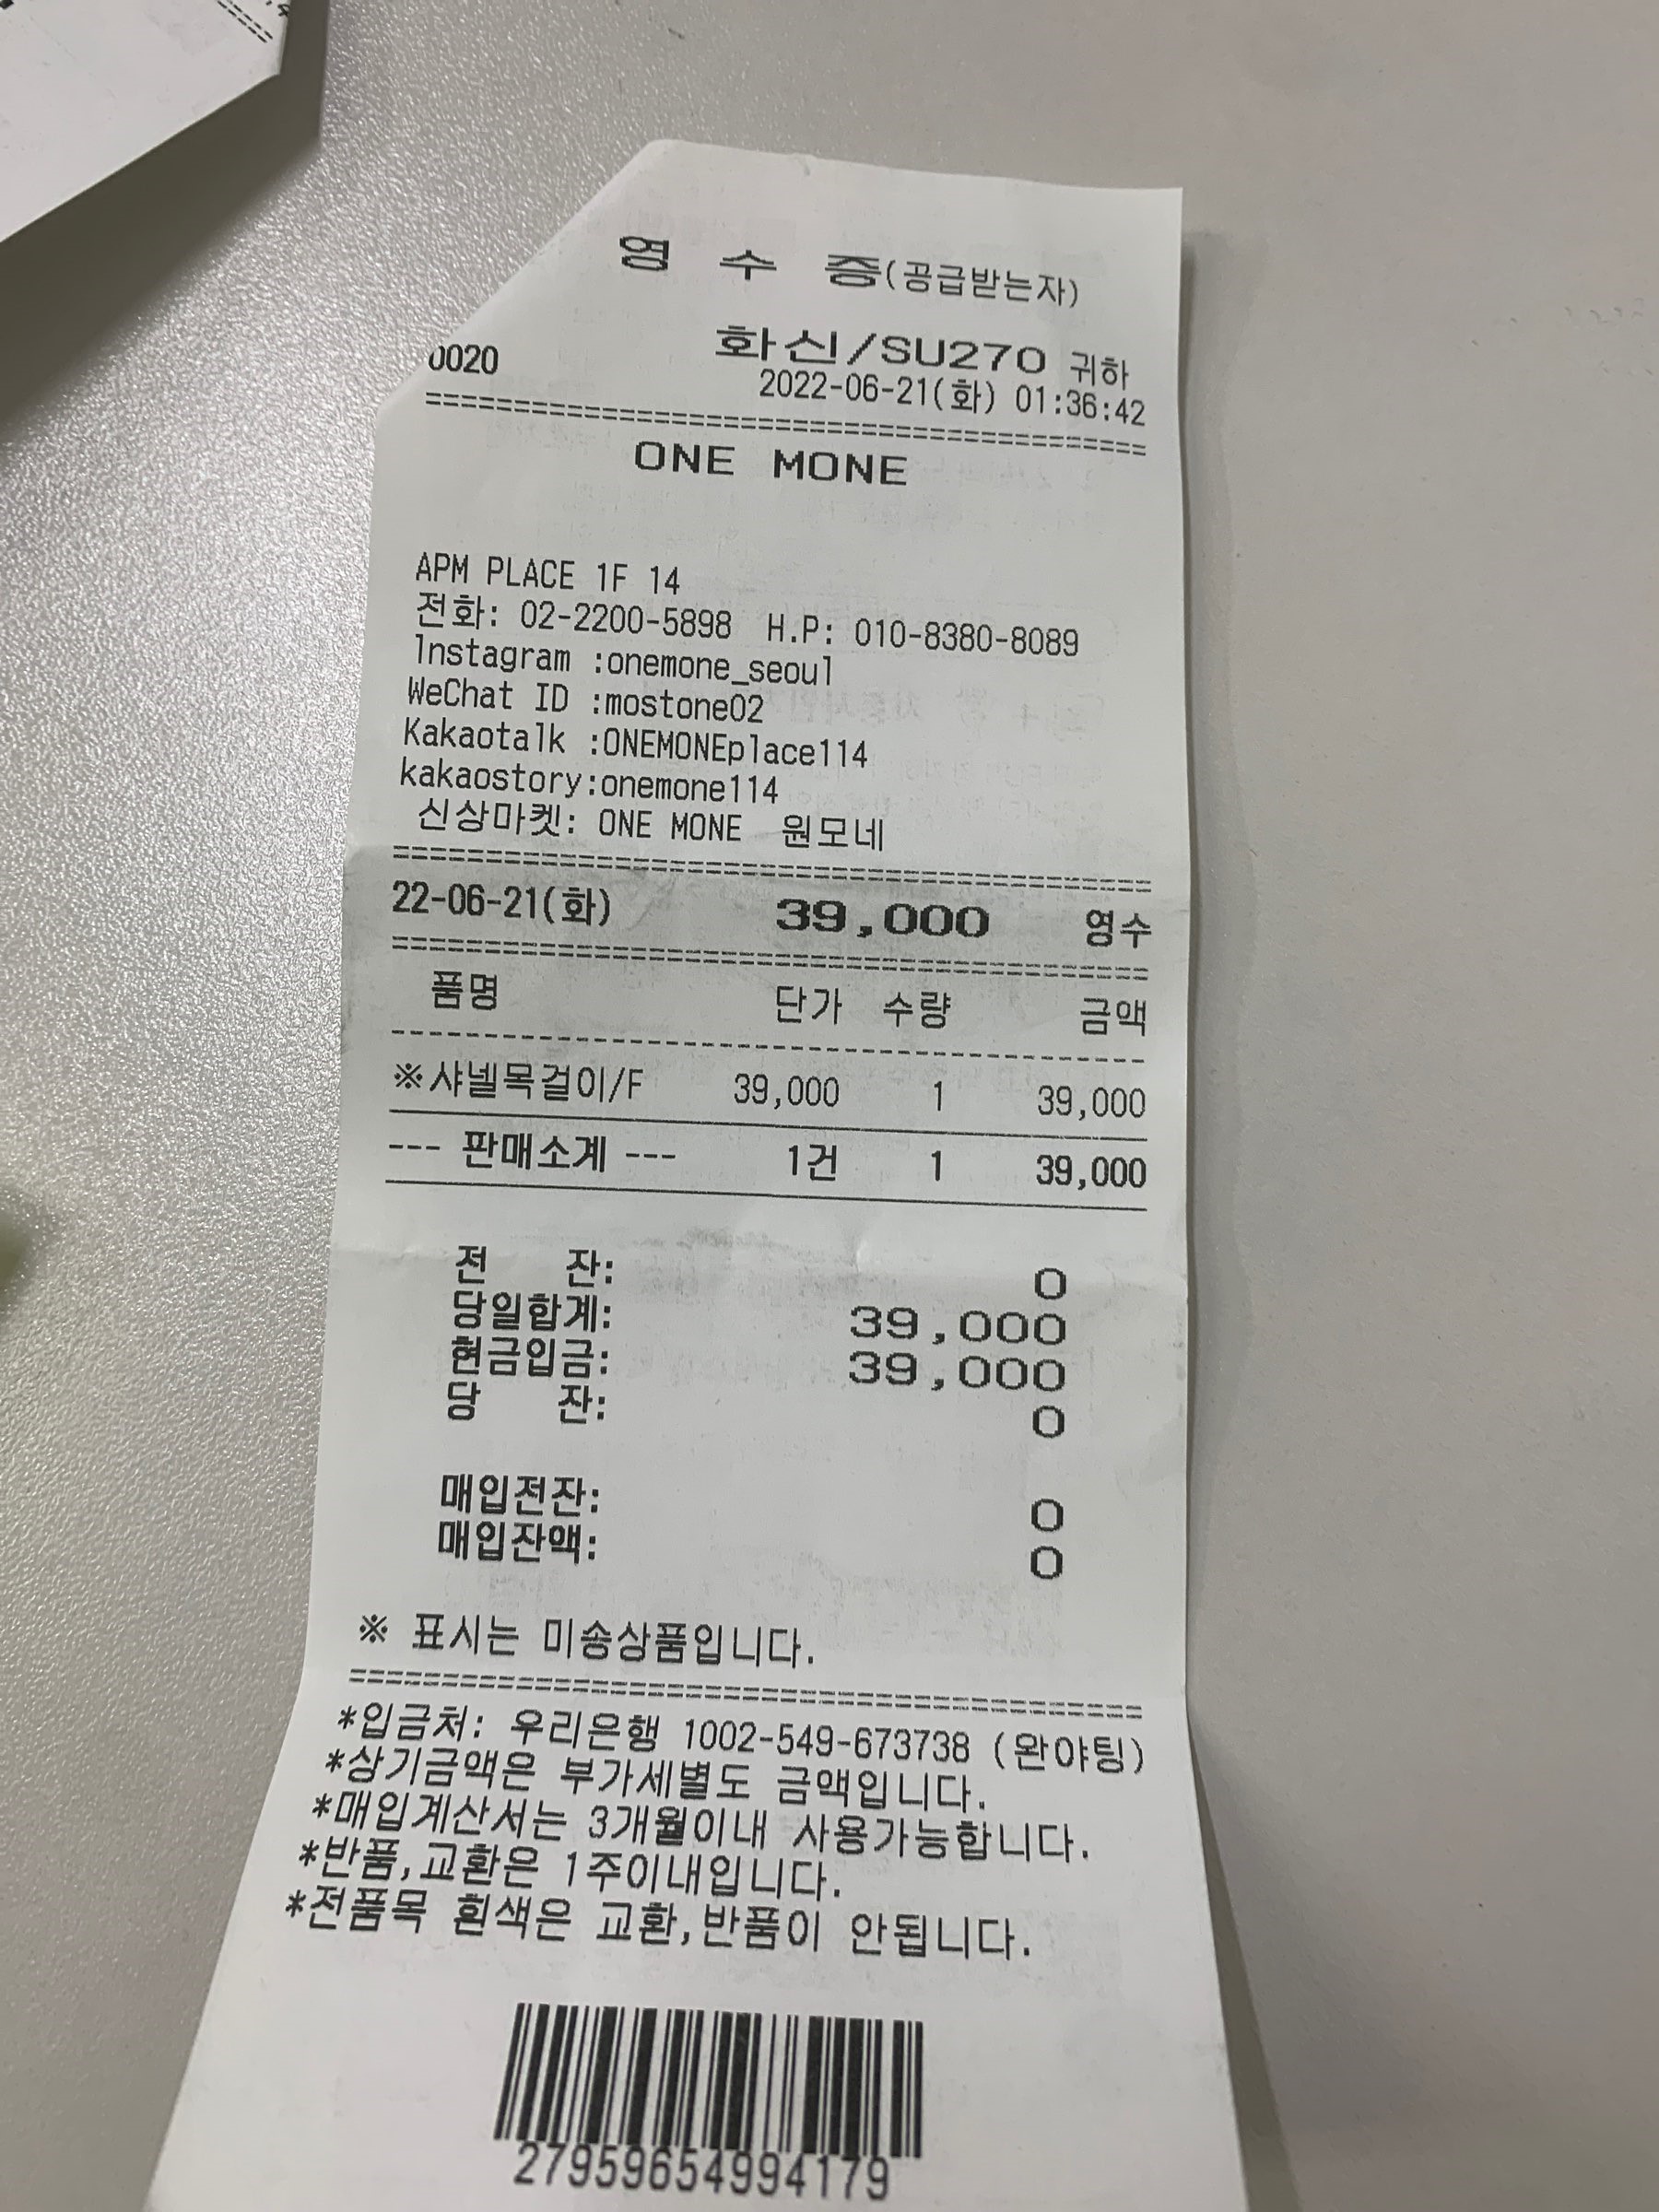 영 수 증(공급받는자)
0020 화신/SU270 귀하
2022-06-21(화) 01:36:42
==========================================
ONE MONE
APM PLACE 1F 14
전화: 02-2200-5898 H.P: 010-8380-8089
Instagram :onemone_seoul
WeChat ID :mostone02
Kakaotalk :ONEMONEplace114
kakaostory:onemone114
신상마켓: ONE MONE 원모네
==========================================
22-06-21(화) 39,000 영수
==========================================
품명 단가 수량 금액
------------------------------------------
※샤넬목걸이/F 39,000 1 39,000
--- 판매소계 --- 1건 1 39,000
전 잔: 0
당일합계: 39,000
현금입금: 39,000
당 잔: 0
매입전잔: 0
매입잔액: 0
※ 표시는 미송상품입니다.
==========================================
*입금처: 우리은행 1002-549-673738 (완야팅)
*상기금액은 부가세별도 금액입니다.
*매입계산서는 3개월이내 사용가능합니다.
*반품,교환은 1주이내입니다.
*전품목 흰색은 교환,반품이 안됩니다.
27959654994179